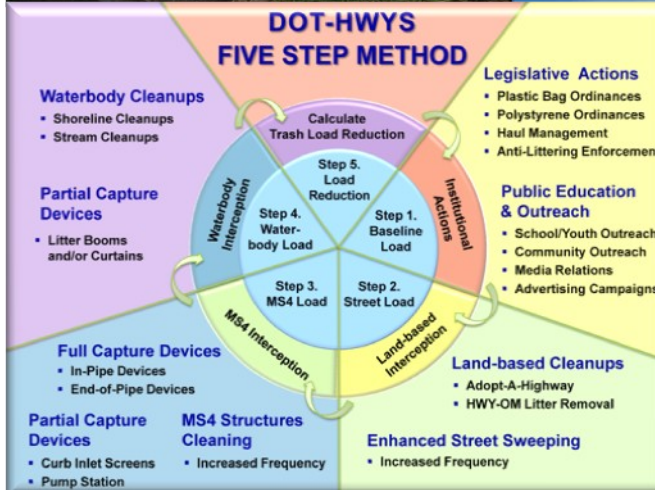 DOT-HWYS
FIVE STEP METHOD
Waterbody Cleanups
▪ Shoreline Cleanups
▪ Stream Cleanups
Partial Capture
Devices
▪ Litter Booms
and/or Curtains
Legislative Actions
▪ Plastic Bag Ordinances
▪ Polystyrene Ordinances
▪ Haul Management
▪ Anti-Littering Enforcement
Public Education
& Outreach
▪ School/Youth Outreach
▪ Community Outreach
▪ Media Relations
▪ Advertising Campaigns
Calculate
Trash Load Reduction
Institutional
Actions
Land-based
Interception
MS4 Interception
Waterbody
Interception
Step 5.
Load
Reduction
Step 1.
Baseline
Load
Step 2.
Street Load
Step 3.
MS4 Load
Step 4.
Water-
body Load
Full Capture Devices
▪ In-Pipe Devices
▪ End-of-Pipe Devices
Partial Capture
Devices
▪ Curb Inlet Screens
▪ Pump Station
MS4 Structures
Cleaning
▪ Increased Frequency
Land-based Cleanups
▪ Adopt-A-Highway
▪ HWY-OM Litter Removal
Enhanced Street Sweeping
▪ Increased Frequency